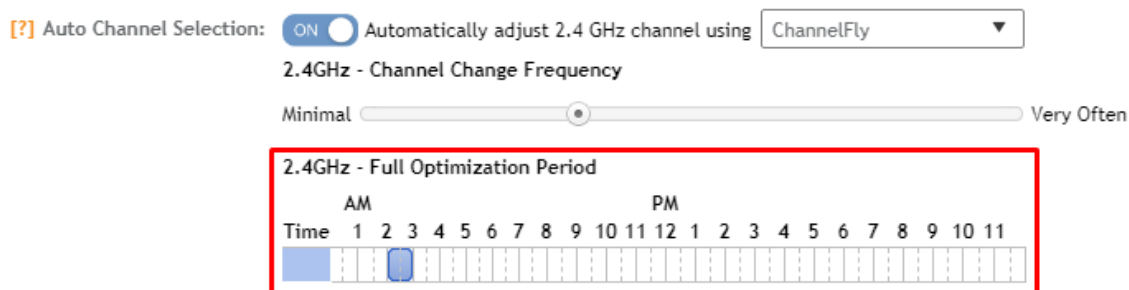 [?] Auto Channel Selection: ON Automatically adjust 2.4 GHz channel using ChannelFly
2.4GHz - Channel Change Frequency
Minimal Very Often
2.4GHz - Full Optimization Period
AM PM
Time 1 2 3 4 5 6 7 8 9 10 11 12 1 2 3 4 5 6 7 8 9 10 11